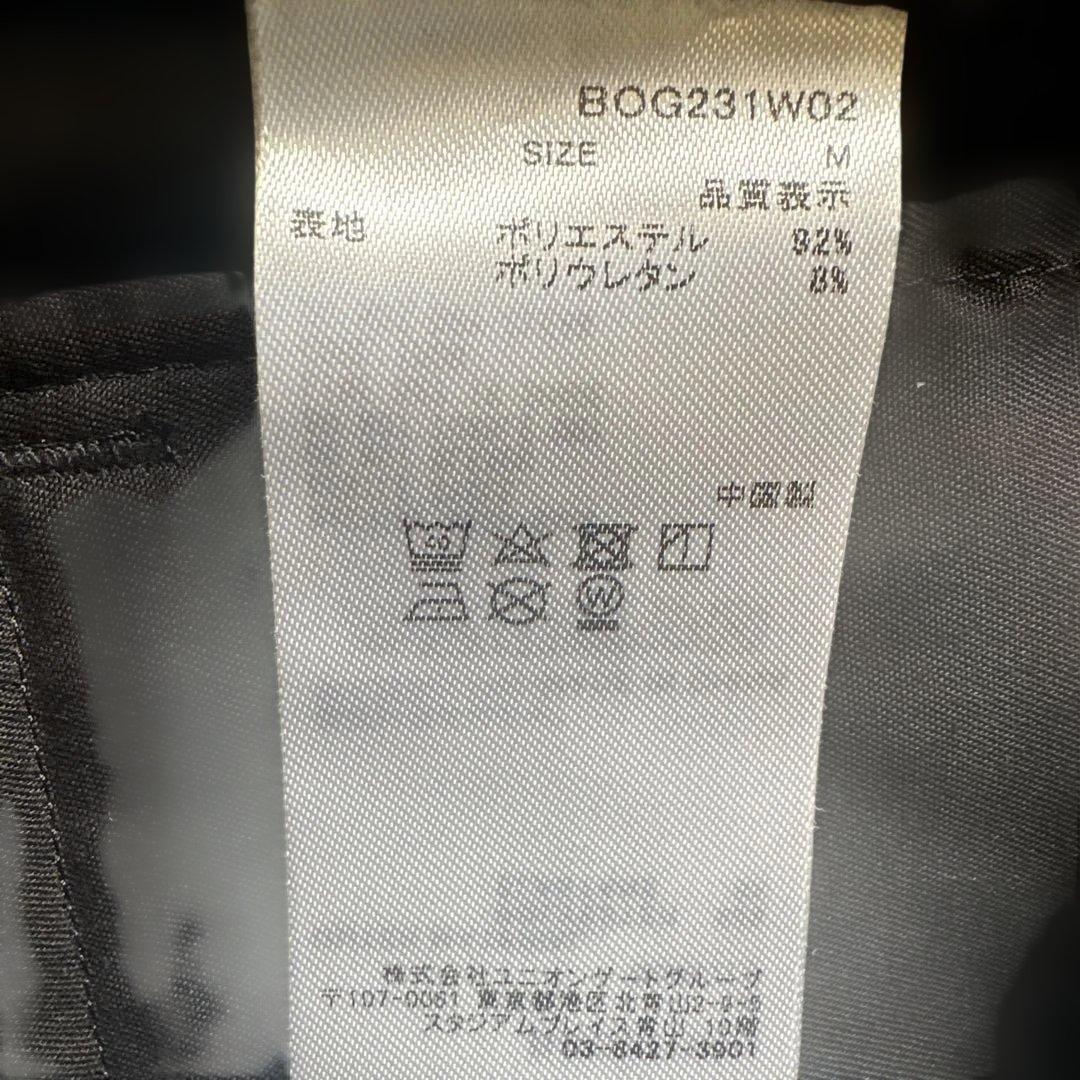 BOG231W02
SIZE M
品質表示
表地 ポリエステル 92%
ポリウレタン 8%
中国製
株式会社ユニオンゲートグループ
〒107-0061 東京都港区北青山2-9-5
スタジアムプレイス青山 10階
03-6427-3901